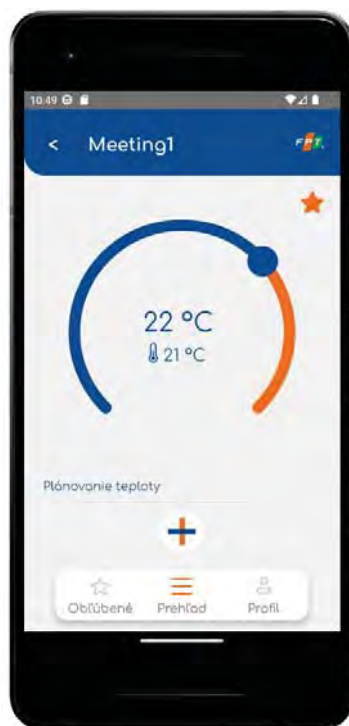 10:49
< Meeting1 FPT
22 °C
21 °C
Plánovanie teploty
Obľúbené Prehľad Profil